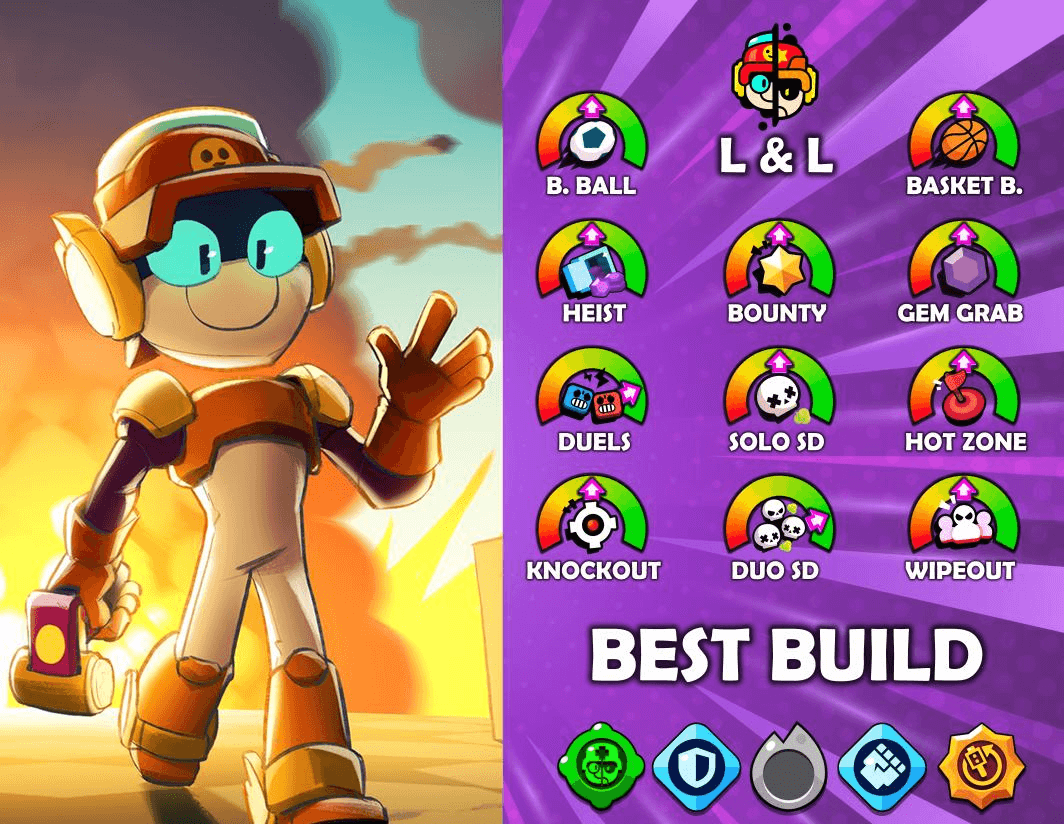 L & L
B. BALL
BASKET B.
HEIST
BOUNTY
GEM GRAB
DUELS
SOLO SD
HOT ZONE
KNOCKOUT
DUO SD
WIPEOUT
BEST BUILD